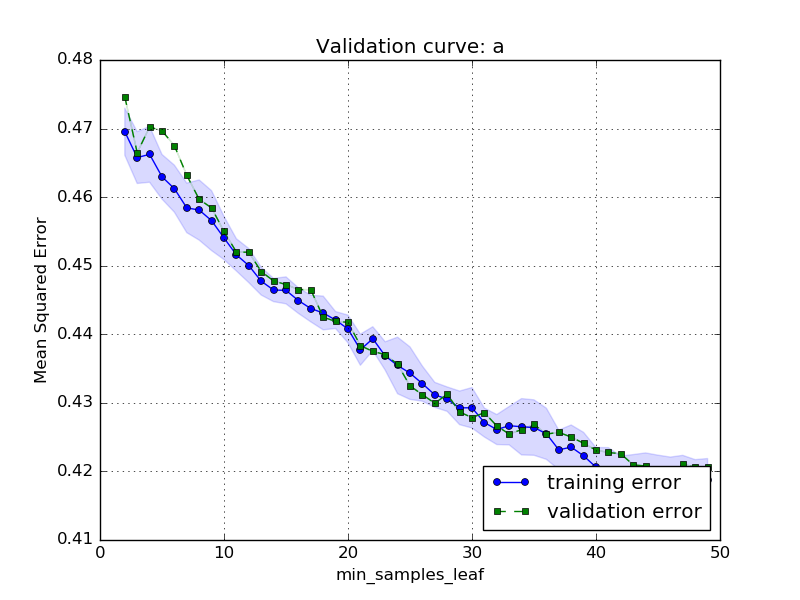 Validation curve: a
0.48
0.47
0.46
0.45
0.44
0.43
0.42
0.41
Mean Squared Error
training error
validation error
0 10 20 30 40 50
min_samples_leaf